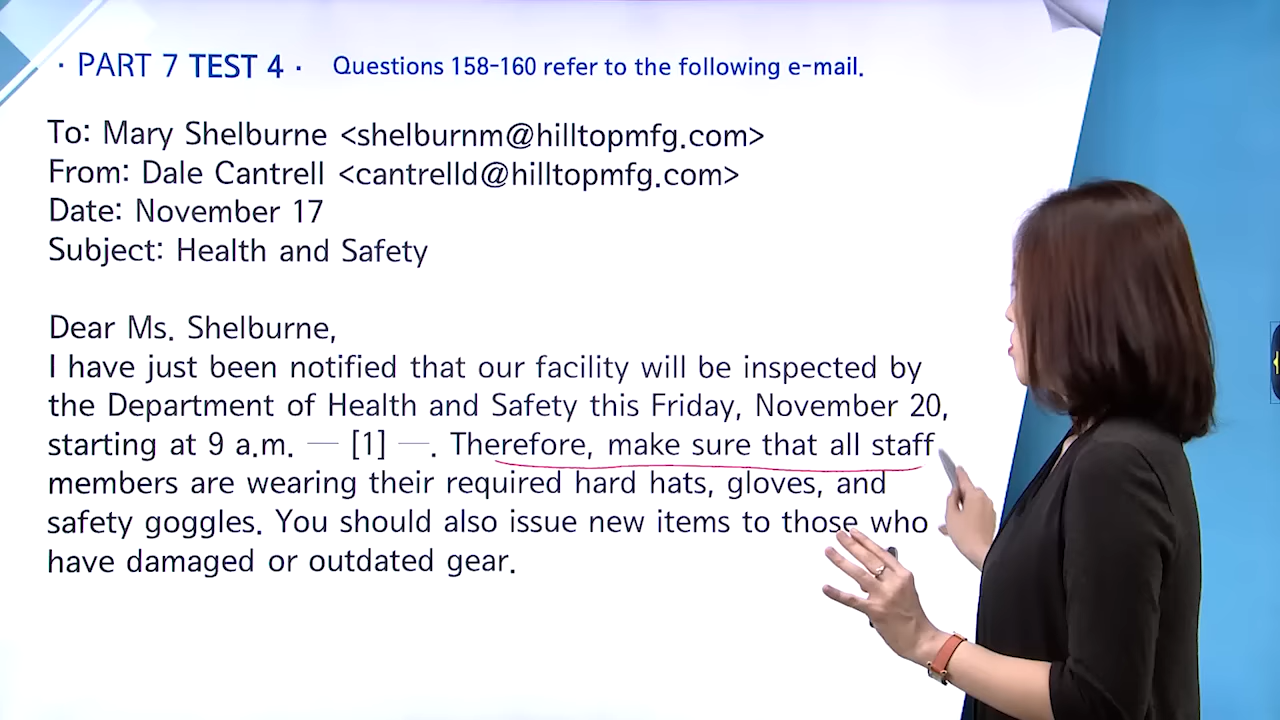 · PART 7 TEST 4 · Questions 158-160 refer to the following e-mail.
To: Mary Shelburne <shelburnm@hilltopmfg.com>
From: Dale Cantrell <cantrelld@hilltopmfg.com>
Date: November 17
Subject: Health and Safety
Dear Ms. Shelburne,
I have just been notified that our facility will be inspected by
the Department of Health and Safety this Friday, November 20,
starting at 9 a.m. — [1] —. Therefore, make sure that all staff
members are wearing their required hard hats, gloves, and
safety goggles. You should also issue new items to those who
have damaged or outdated gear.